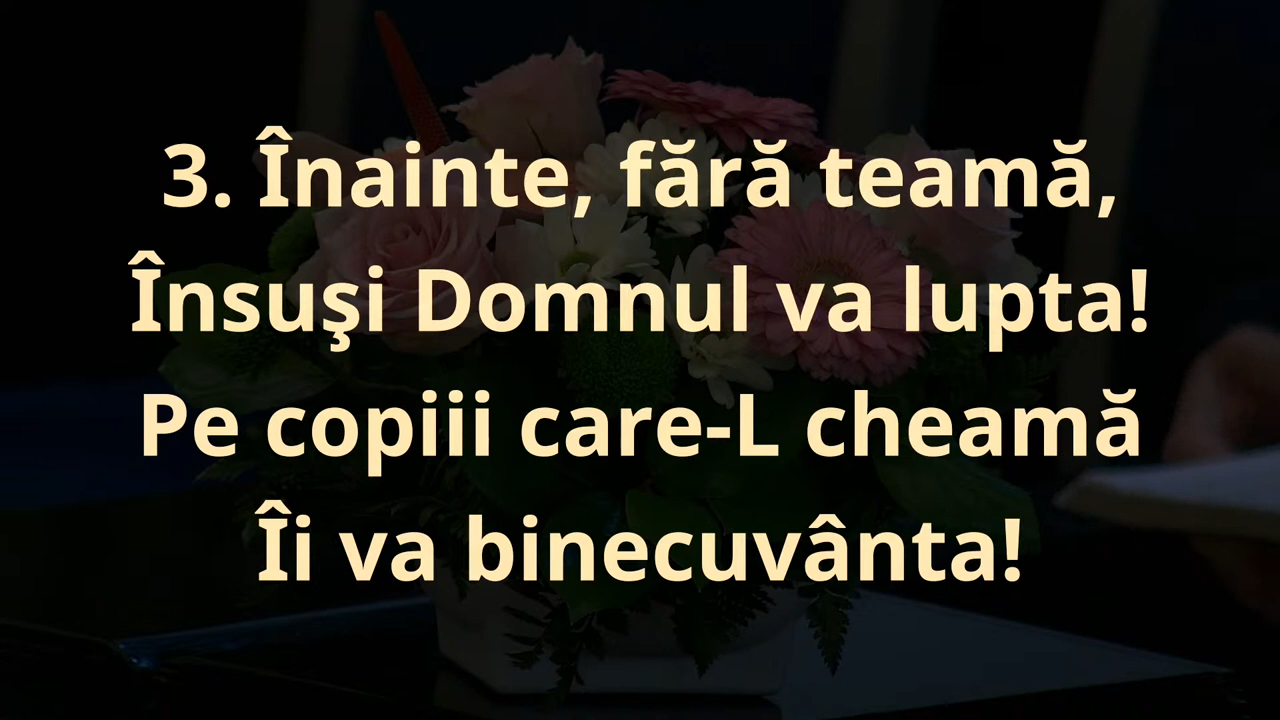 3. Înainte, fără teamă,
Însuşi Domnul va lupta!
Pe copiii care-L cheamă
Îi va binecuvânta!